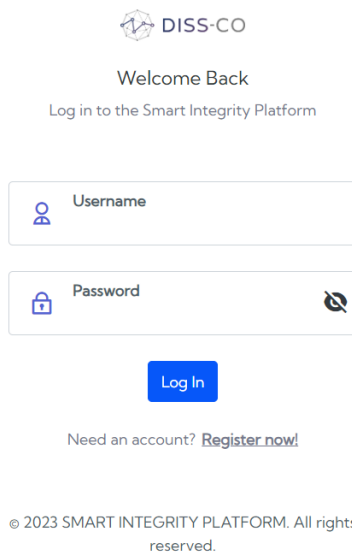 DISS-CO
Welcome Back
Log in to the Smart Integrity Platform
Username
Password
Log In
Need an account? Register now!
© 2023 SMART INTEGRITY PLATFORM. All rights
reserved.